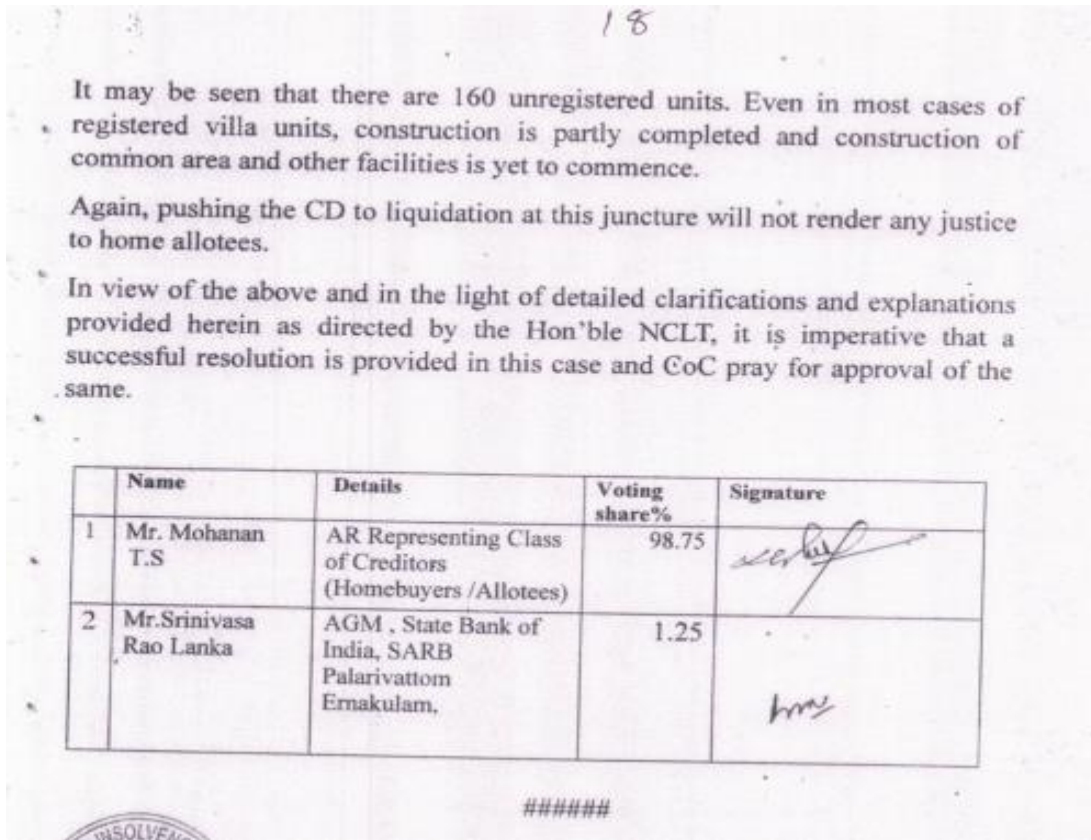 18
It may be seen that there are 160 unregistered units. Even in most cases of
registered villa units, construction is partly completed and construction of
common area and other facilities is yet to commence.
Again, pushing the CD to liquidation at this juncture will not render any justice
to home allotees.
In view of the above and in the light of detailed clarifications and explanations
provided herein as directed by the Hon'ble NCLT, it is imperative that a
successful resolution is provided in this case and CoC pray for approval of the
same.
Name Details Voting share% Signature
1 Mr. Mohanan T.S AR Representing Class of Creditors (Homebuyers /Allotees) 98.75
2 Mr.Srinivasa Rao Lanka AGM , State Bank of India, SARB Palarivattom Ernakulam, 1.25
######